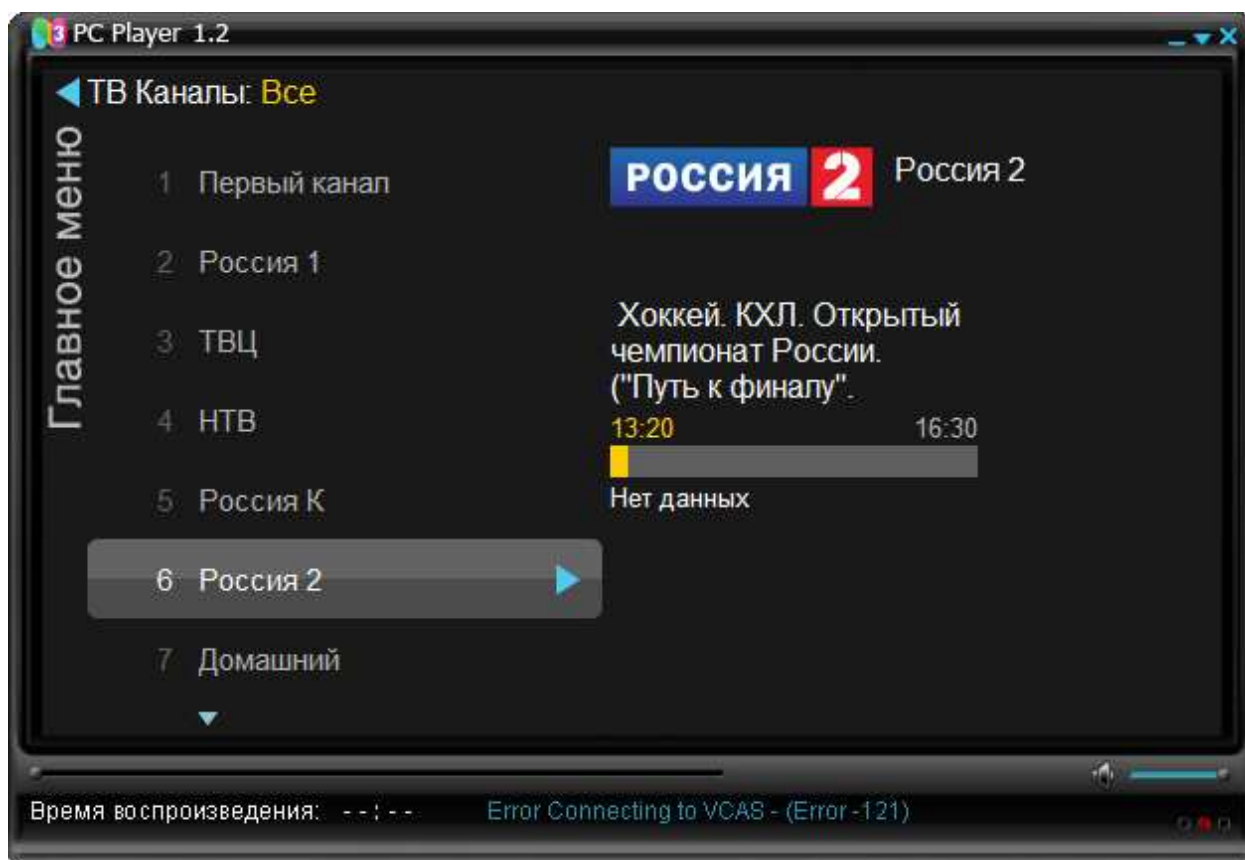 3 PC Player 1.2
ТВ Каналы: Все
Главное меню
1 Первый канал
2 Россия 1
3 ТВЦ
4 НТВ
5 Россия К
6 Россия 2
7 Домашний
РОССИЯ 2 Россия 2
Хоккей. КХЛ. Открытый
чемпионат России.
("Путь к финалу".
13:20 16:30
Нет данных
Время воспроизведения: --:-- Error Connecting to VCAS - (Error -121)